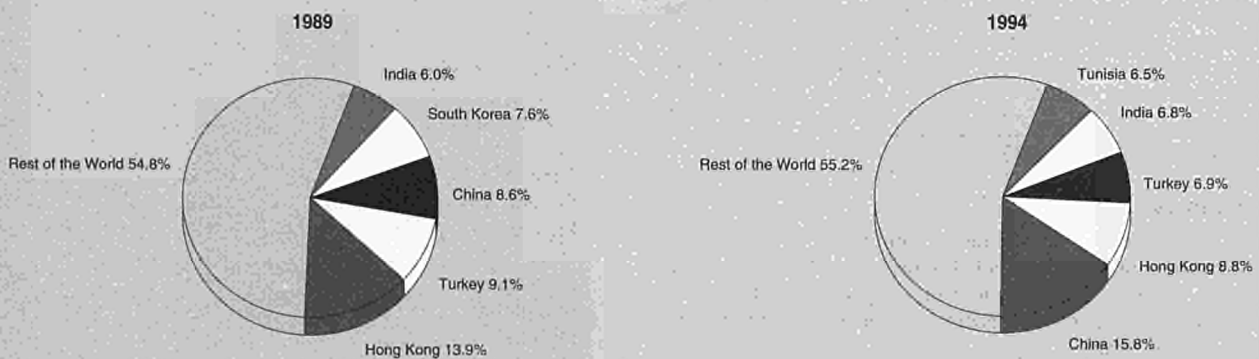 1989
India 6.0%
South Korea 7.6%
Rest of the World 54.8%
China 8.6%
Turkey 9.1%
Hong Kong 13.9%
1994
Tunisia 6.5%
India 6.8%
Rest of the World 55.2%
Turkey 6.9%
Hong Kong 8.8%
China 15.8%